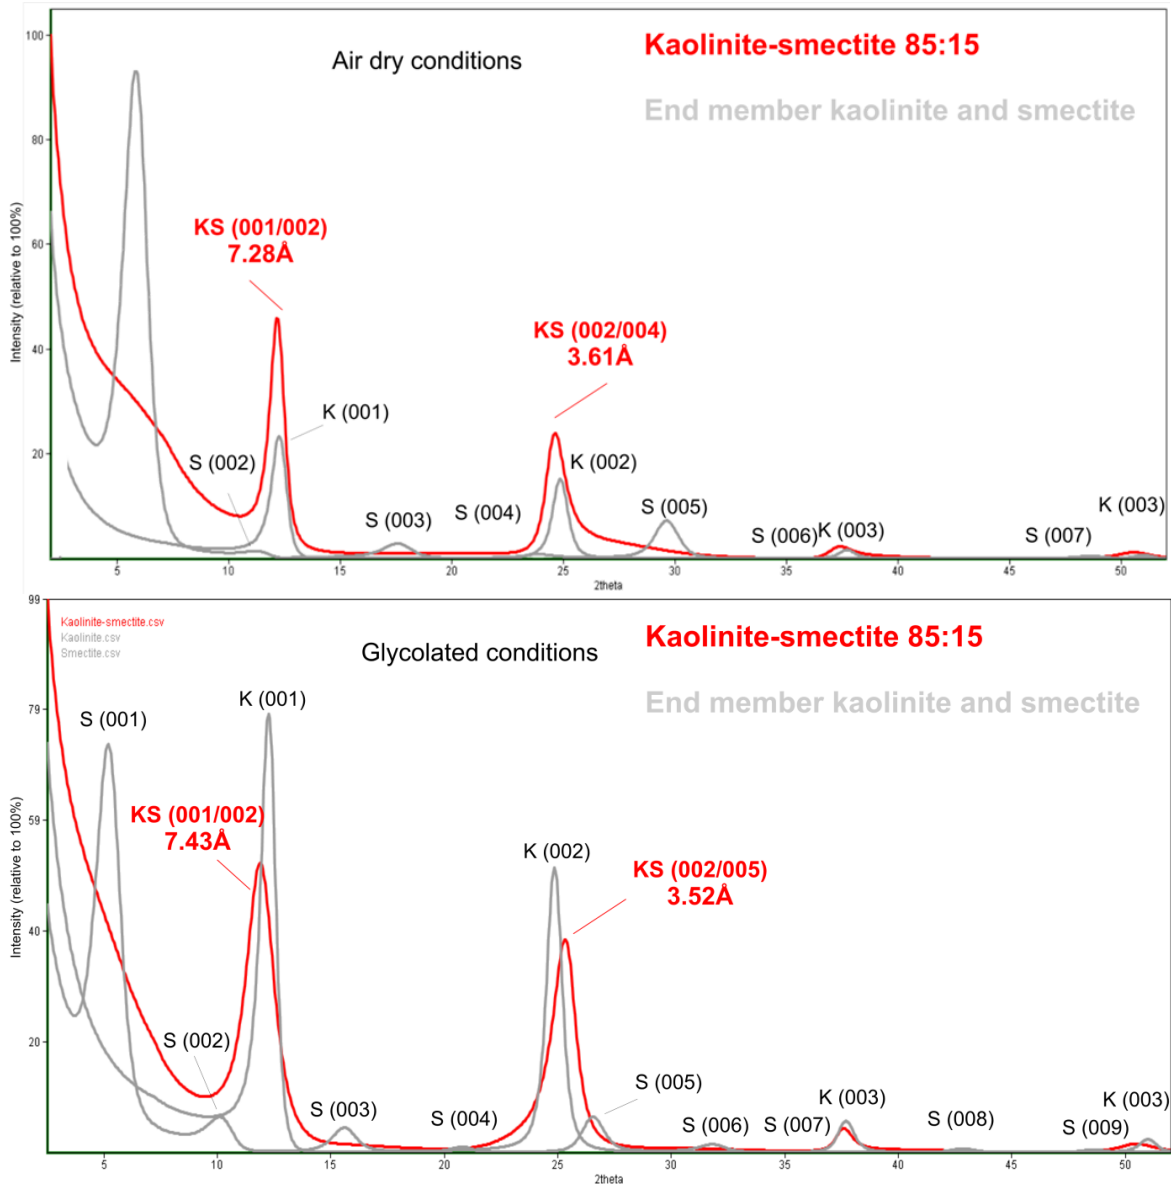 Kaolinite-smectite 85:15
Air dry conditions
End member kaolinite and smectite
Intensity (relative to 100%)
100
80
60
40
20
KS (001/002)
7.28Å
KS (002/004)
3.61Å
K (001)
S (002)
S (003)
S (004)
K (002)
S (005)
S (006)
K (003)
S (007)
K (003)
5
10
15
20
25
30
35
40
45
50
2theta
99
79
59
40
20
Intensity (relative to 100%)
Kaolinite-smectite.csv
Kaolinite.csv
Smectite.csv
Glycolated conditions
Kaolinite-smectite 85:15
End member kaolinite and smectite
S (001)
K (001)
KS (001/002)
7.43Å
K (002)
KS (002/005)
3.52Å
S (002)
S (003)
S (004)
S (005)
S (006)
S (007)
K (003)
S (008)
S (009)
K (003)
5
10
15
20
25
30
35
40
45
50
2theta